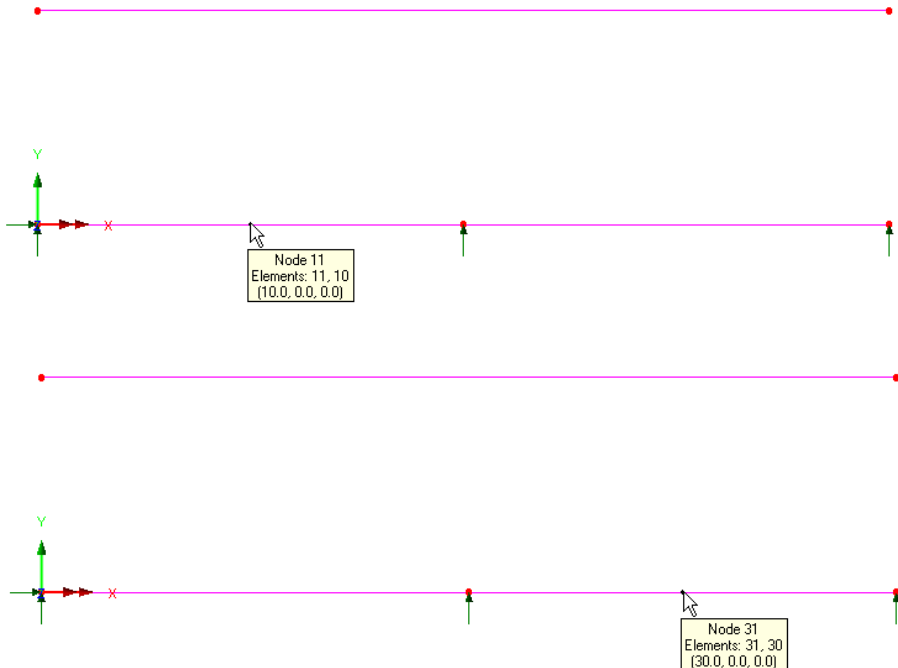 Y
X
Node 11
Elements: 11, 10
(10.0, 0.0, 0.0)
Y
X
Node 31
Elements: 31, 30
(30.0, 0.0, 0.0)